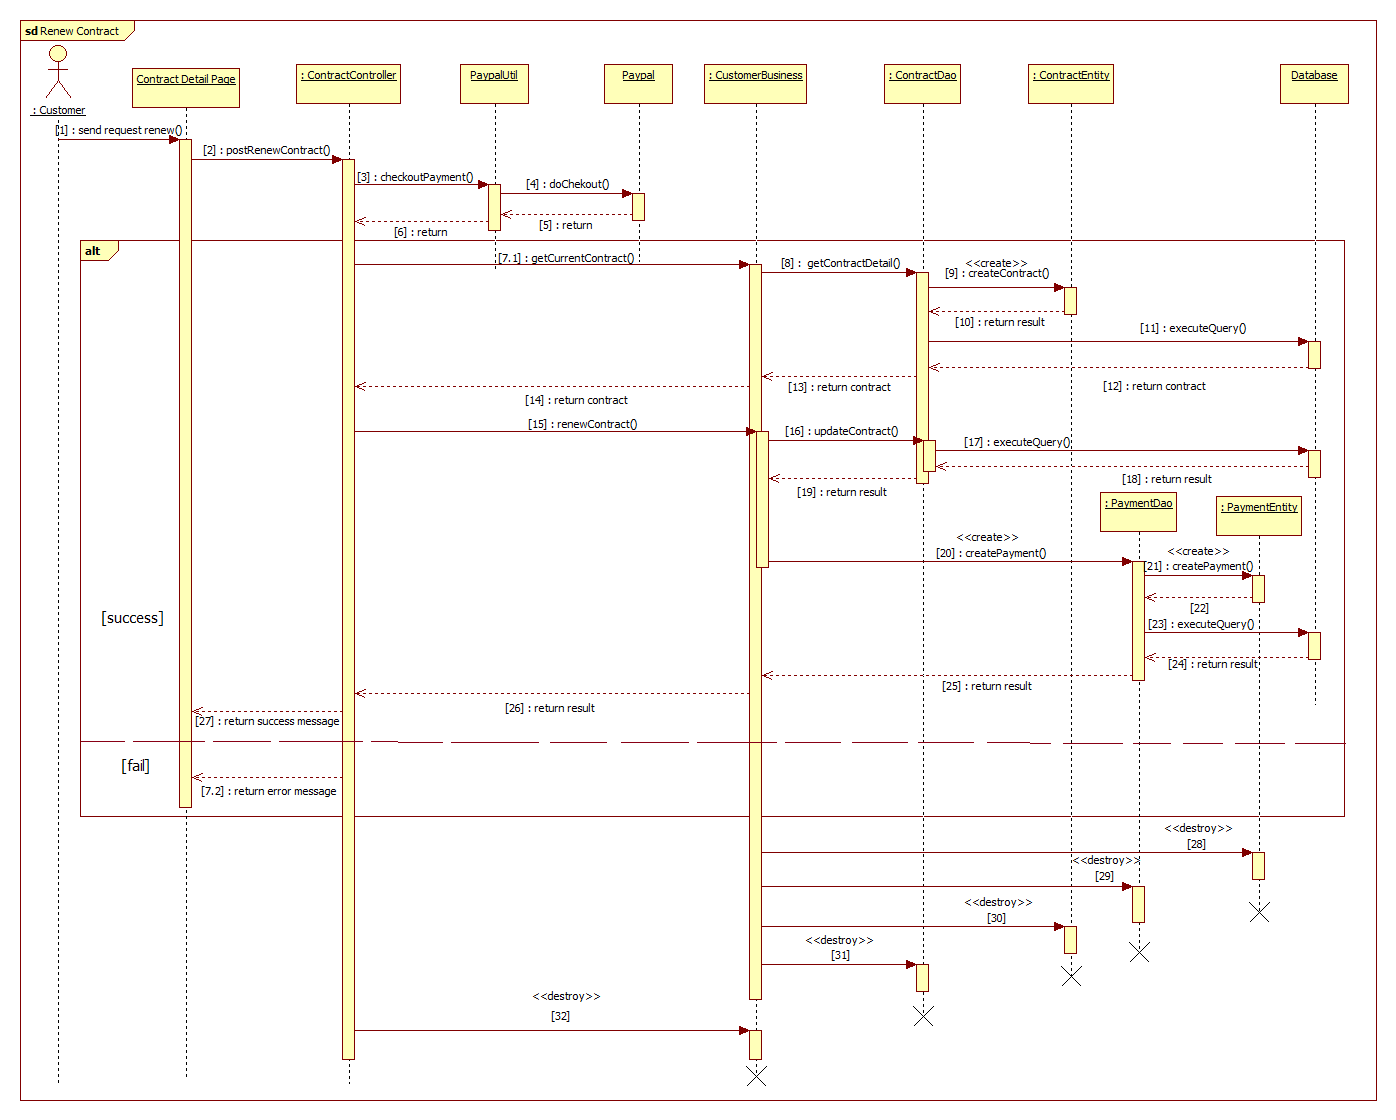 sd Renew Contract
: Customer
Contract Detail Page
: ContractController
PaypalUtil
Paypal
: CustomerBusiness
: ContractDao
: ContractEntity
Database
[1] : send request renew()
[2] : postRenewContract()
[3] : checkoutPayment()
[4] : doChekout()
[5] : return
[6] : return
alt
[7.1] : getCurrentContract()
[8] : getContractDetail()
<<create>>
[9] : createContract()
[10] : return result
[11] : executeQuery()
[12] : return contract
[13] : return contract
[14] : return contract
[15] : renewContract()
[16] : updateContract()
[17] : executeQuery()
[18] : return result
[19] : return result
: PaymentDao
: PaymentEntity
<<create>>
[20] : createPayment()
<<create>>
[21] : createPayment()
[22]
[success]
[23] : executeQuery()
[24] : return result
[25] : return result
[26] : return result
[27] : return success message
[fail]
[7.2] : return error message
<<destroy>>
[28]
<<destroy>>
[29]
<<destroy>>
[30]
<<destroy>>
[31]
<<destroy>>
[32]